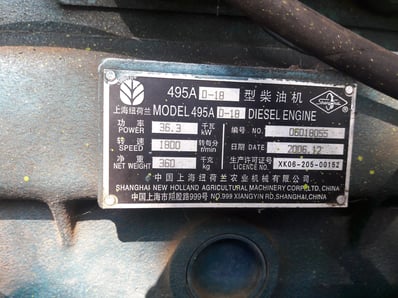 495A D-18 型柴油机
上海纽荷兰 MODEL 495A D-18 DIESEL ENGINE
功率 POWER 36.3 千瓦 kW 编号 NO. 06018055
转速 SPEED 1800 转每分 r/min 日期 DATE 2006.12
净重 NET WEIGHT 360 千克 kg 生产许可证号 LICENCE NO. XK06-205-00152
中国上海纽荷兰农业机械有限公司
SHANGHAI NEW HOLLAND AGRICULTURAL MACHINERY CORP.,LTD, CHINA
中国上海市翔殷路999号 NO.999 XIANGYIN RD.,SHANGHAI,CHINA